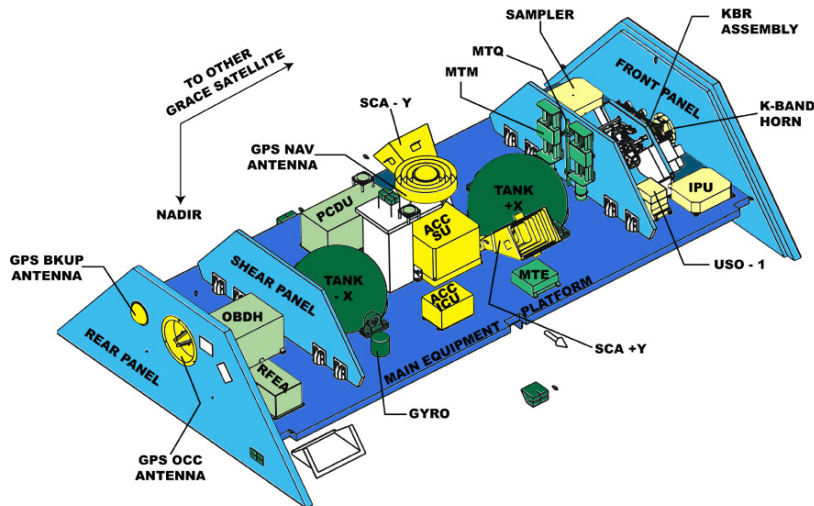 SAMPLER
KBR
ASSEMBLY
TO OTHER
GRACE SATELLITE
MTQ
MTM
FRONT PANEL
K-BAND
HORN
SCA - Y
GPS NAV
ANTENNA
NADIR
PCDU
TANK
+X
IPU
ACC
SU
USO - 1
GPS BKUP
ANTENNA
SHEAR PANEL
TANK
- X
MTE
ACC
ICU
OBDH
REAR PANEL
RFEA
MAIN EQUIPMENT PLATFORM
SCA +Y
GYRO
GPS OCC
ANTENNA